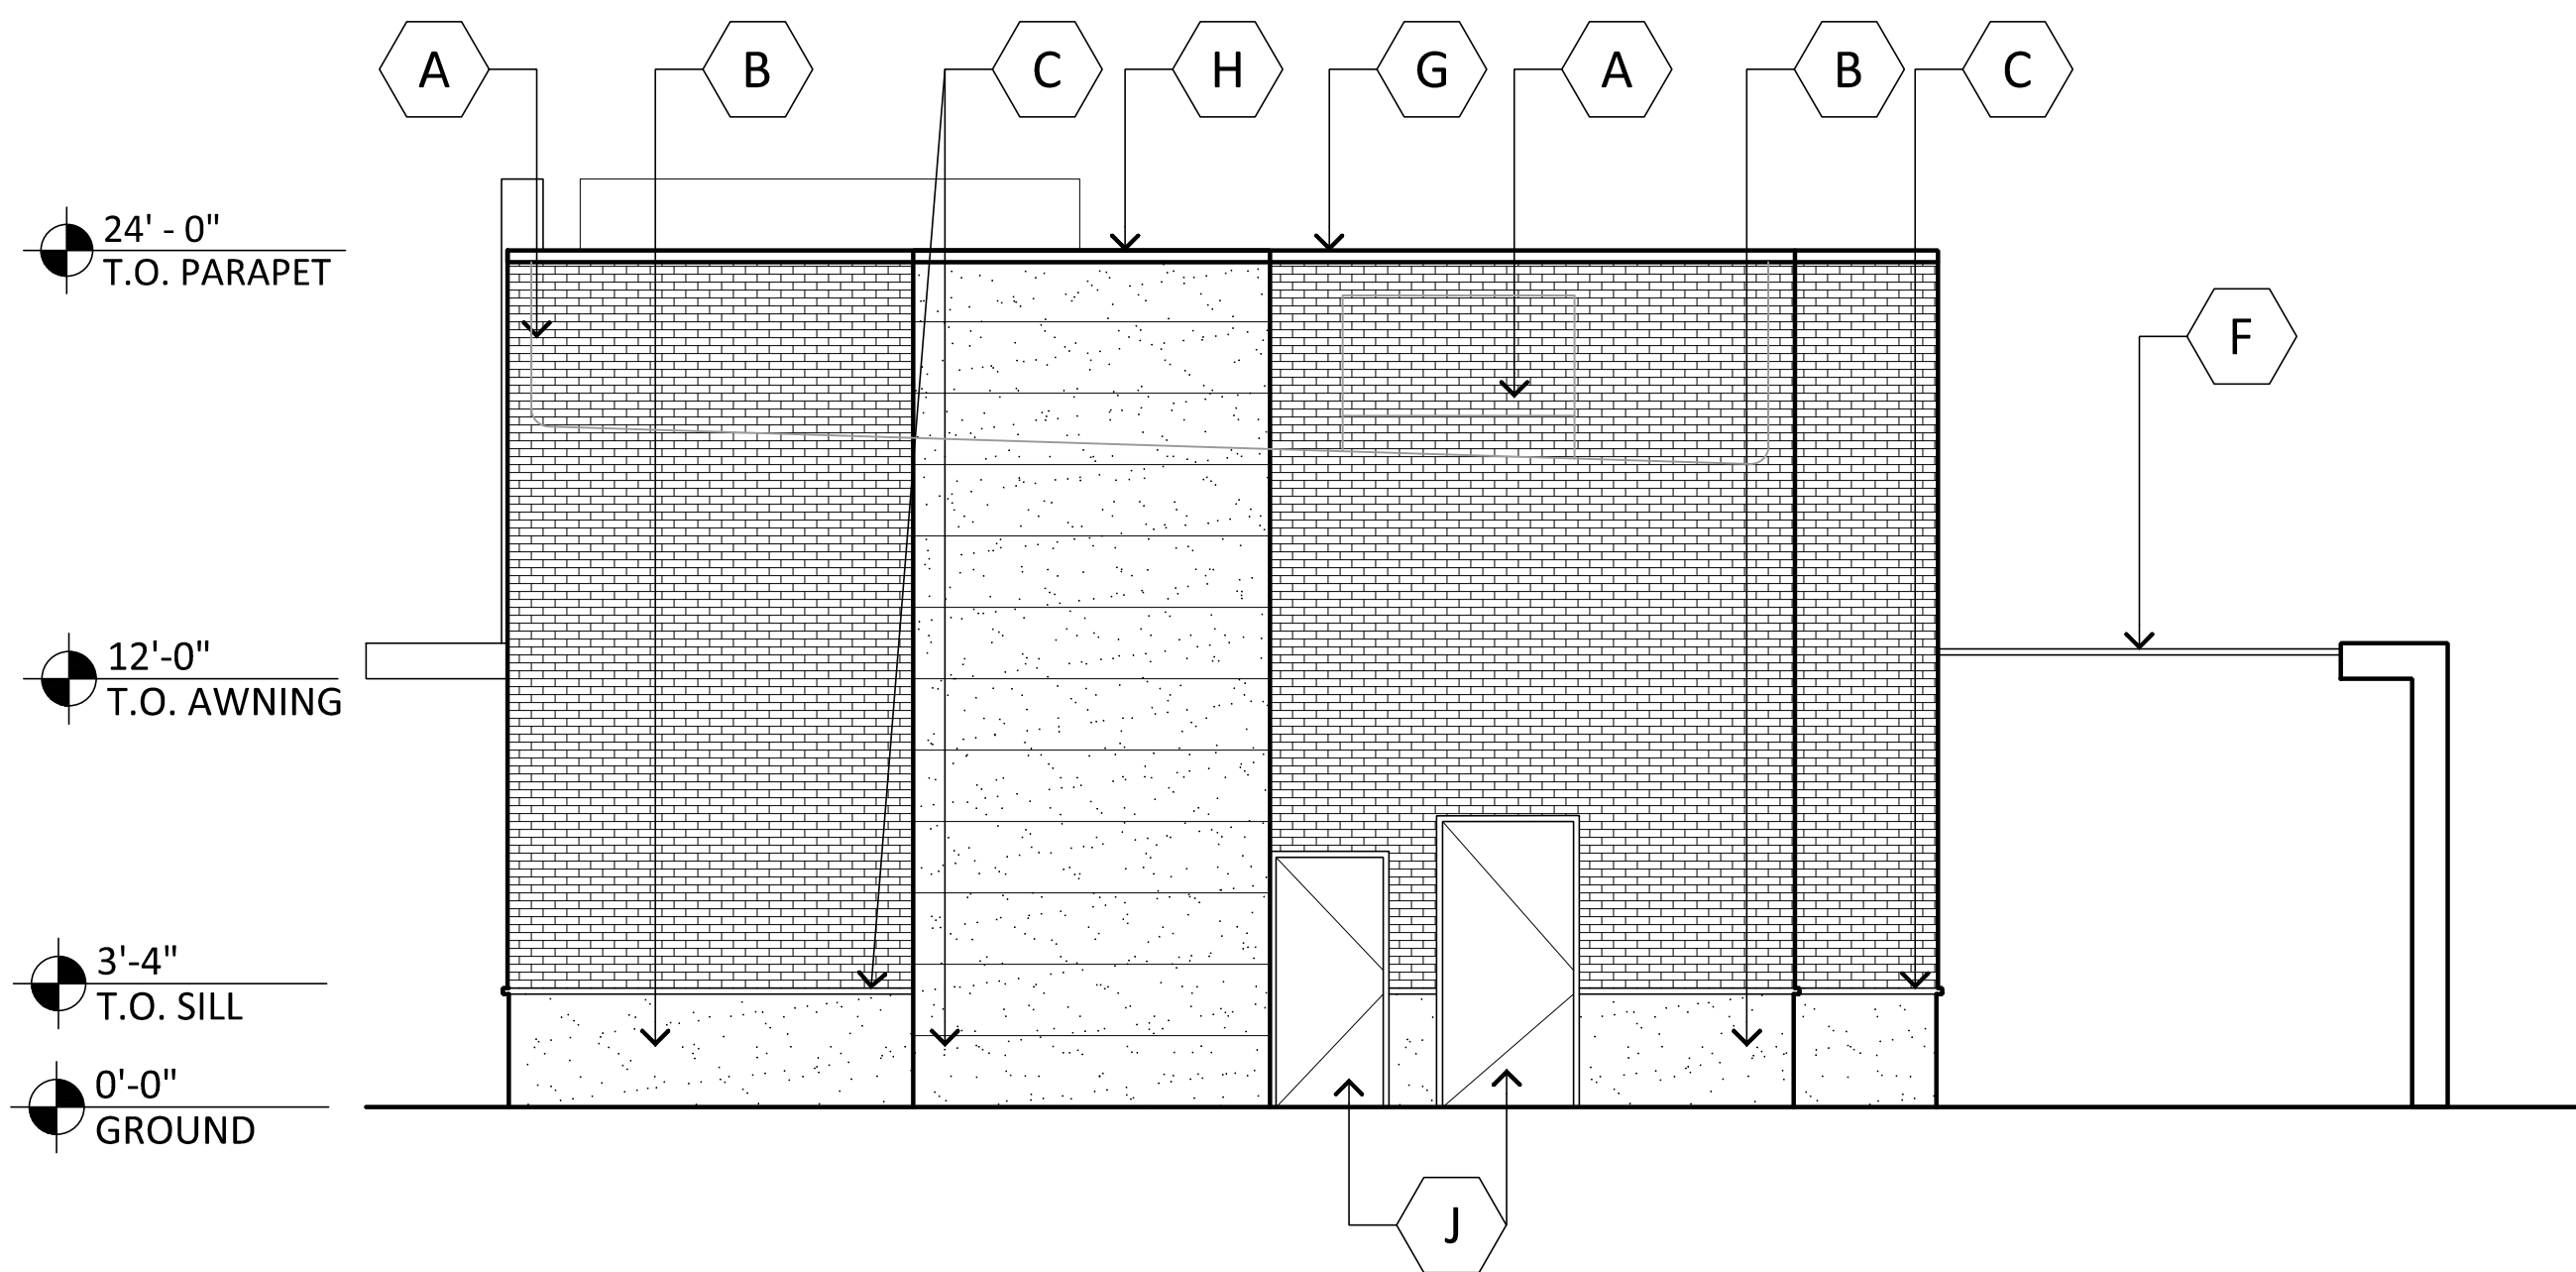 A B C H G A B C
24' - 0"
T.O. PARAPET
F
12'-0"
T.O. AWNING
3'-4"
T.O. SILL
0'-0"
GROUND
J